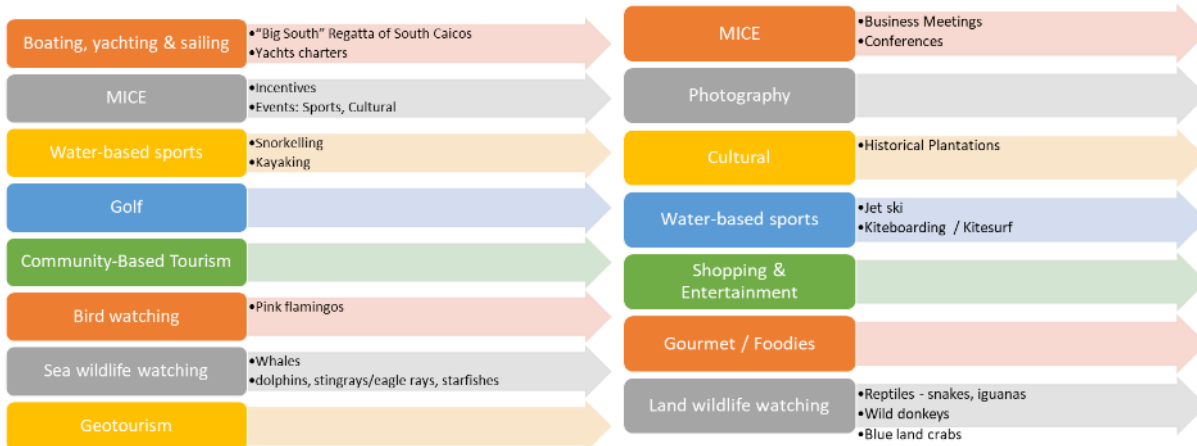 Boating, yachting & sailing
•“Big South” Regatta of South Caicos
•Yachts charters
MICE
•Incentives
•Events: Sports, Cultural
Water-based sports
•Snorkelling
•Kayaking
Golf
Community-Based Tourism
Bird watching
•Pink flamingos
Sea wildlife watching
•Whales
•dolphins, stingrays/eagle rays, starfishes
Geotourism
MICE
•Business Meetings
•Conferences
Photography
Cultural
•Historical Plantations
Water-based sports
•Jet ski
•Kiteboarding / Kitesurf
Shopping &
Entertainment
Gourmet / Foodies
Land wildlife watching
•Reptiles - snakes, iguanas
•Wild donkeys
•Blue land crabs